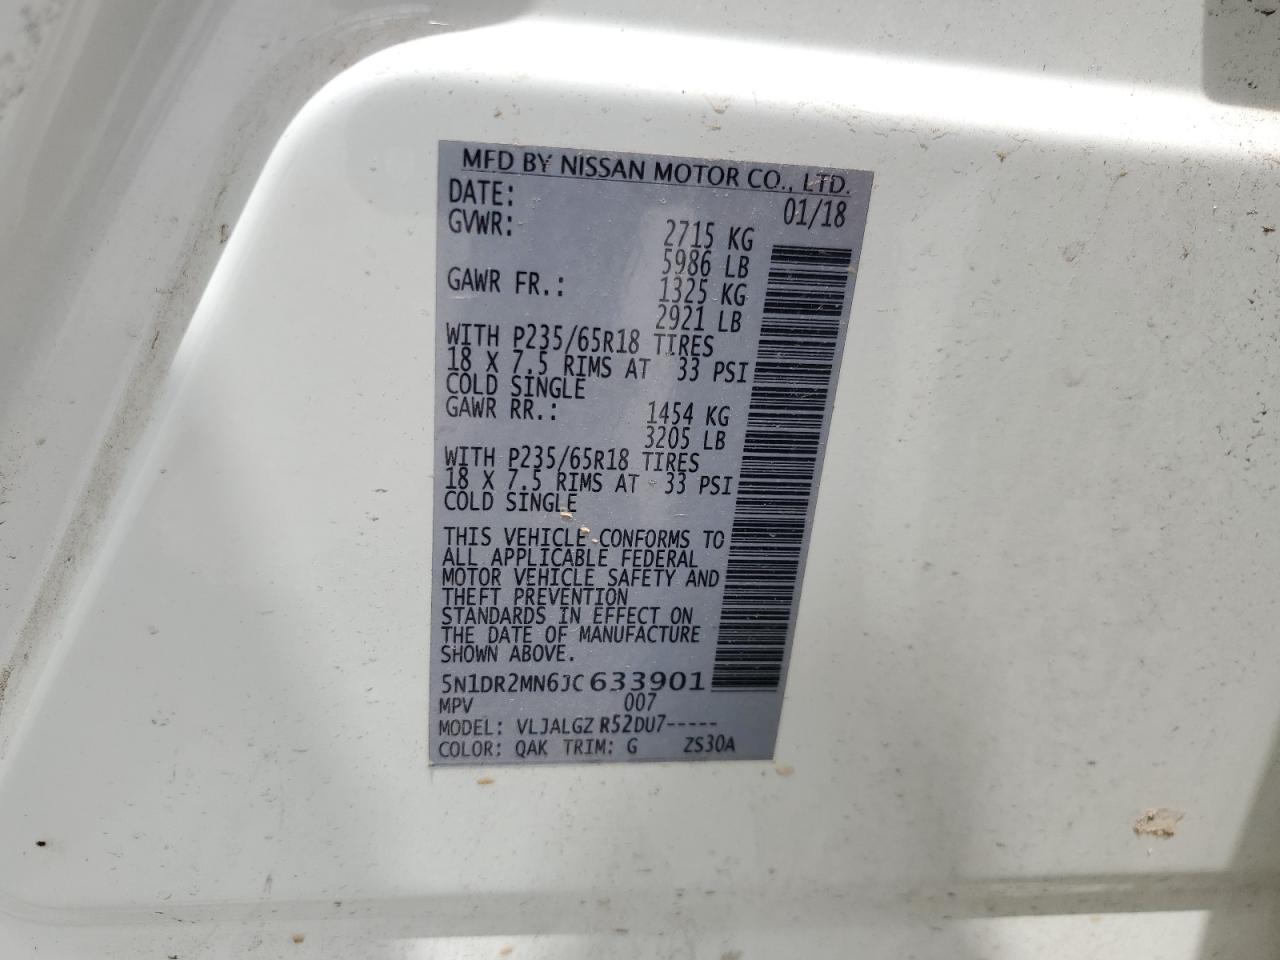 MFD BY NISSAN MOTOR CO., LTD.
DATE: 01/18
GVWR: 2715 KG
5986 LB
GAWR FR.: 1325 KG
2921 LB
WITH P235/65R18 TIRES
18 X 7.5 RIMS AT 33 PSI
COLD SINGLE
GAWR RR.: 1454 KG
3205 LB
WITH P235/65R18 TIRES
18 X 7.5 RIMS AT 33 PSI
COLD SINGLE
THIS VEHICLE CONFORMS TO
ALL APPLICABLE FEDERAL
MOTOR VEHICLE SAFETY AND
THEFT PREVENTION
STANDARDS IN EFFECT ON
THE DATE OF MANUFACTURE
SHOWN ABOVE.
5N1DR2MN6JC633901
MPV 007
MODEL: VLJALGZ R52DU7-----
COLOR: QAK TRIM: G ZS30A